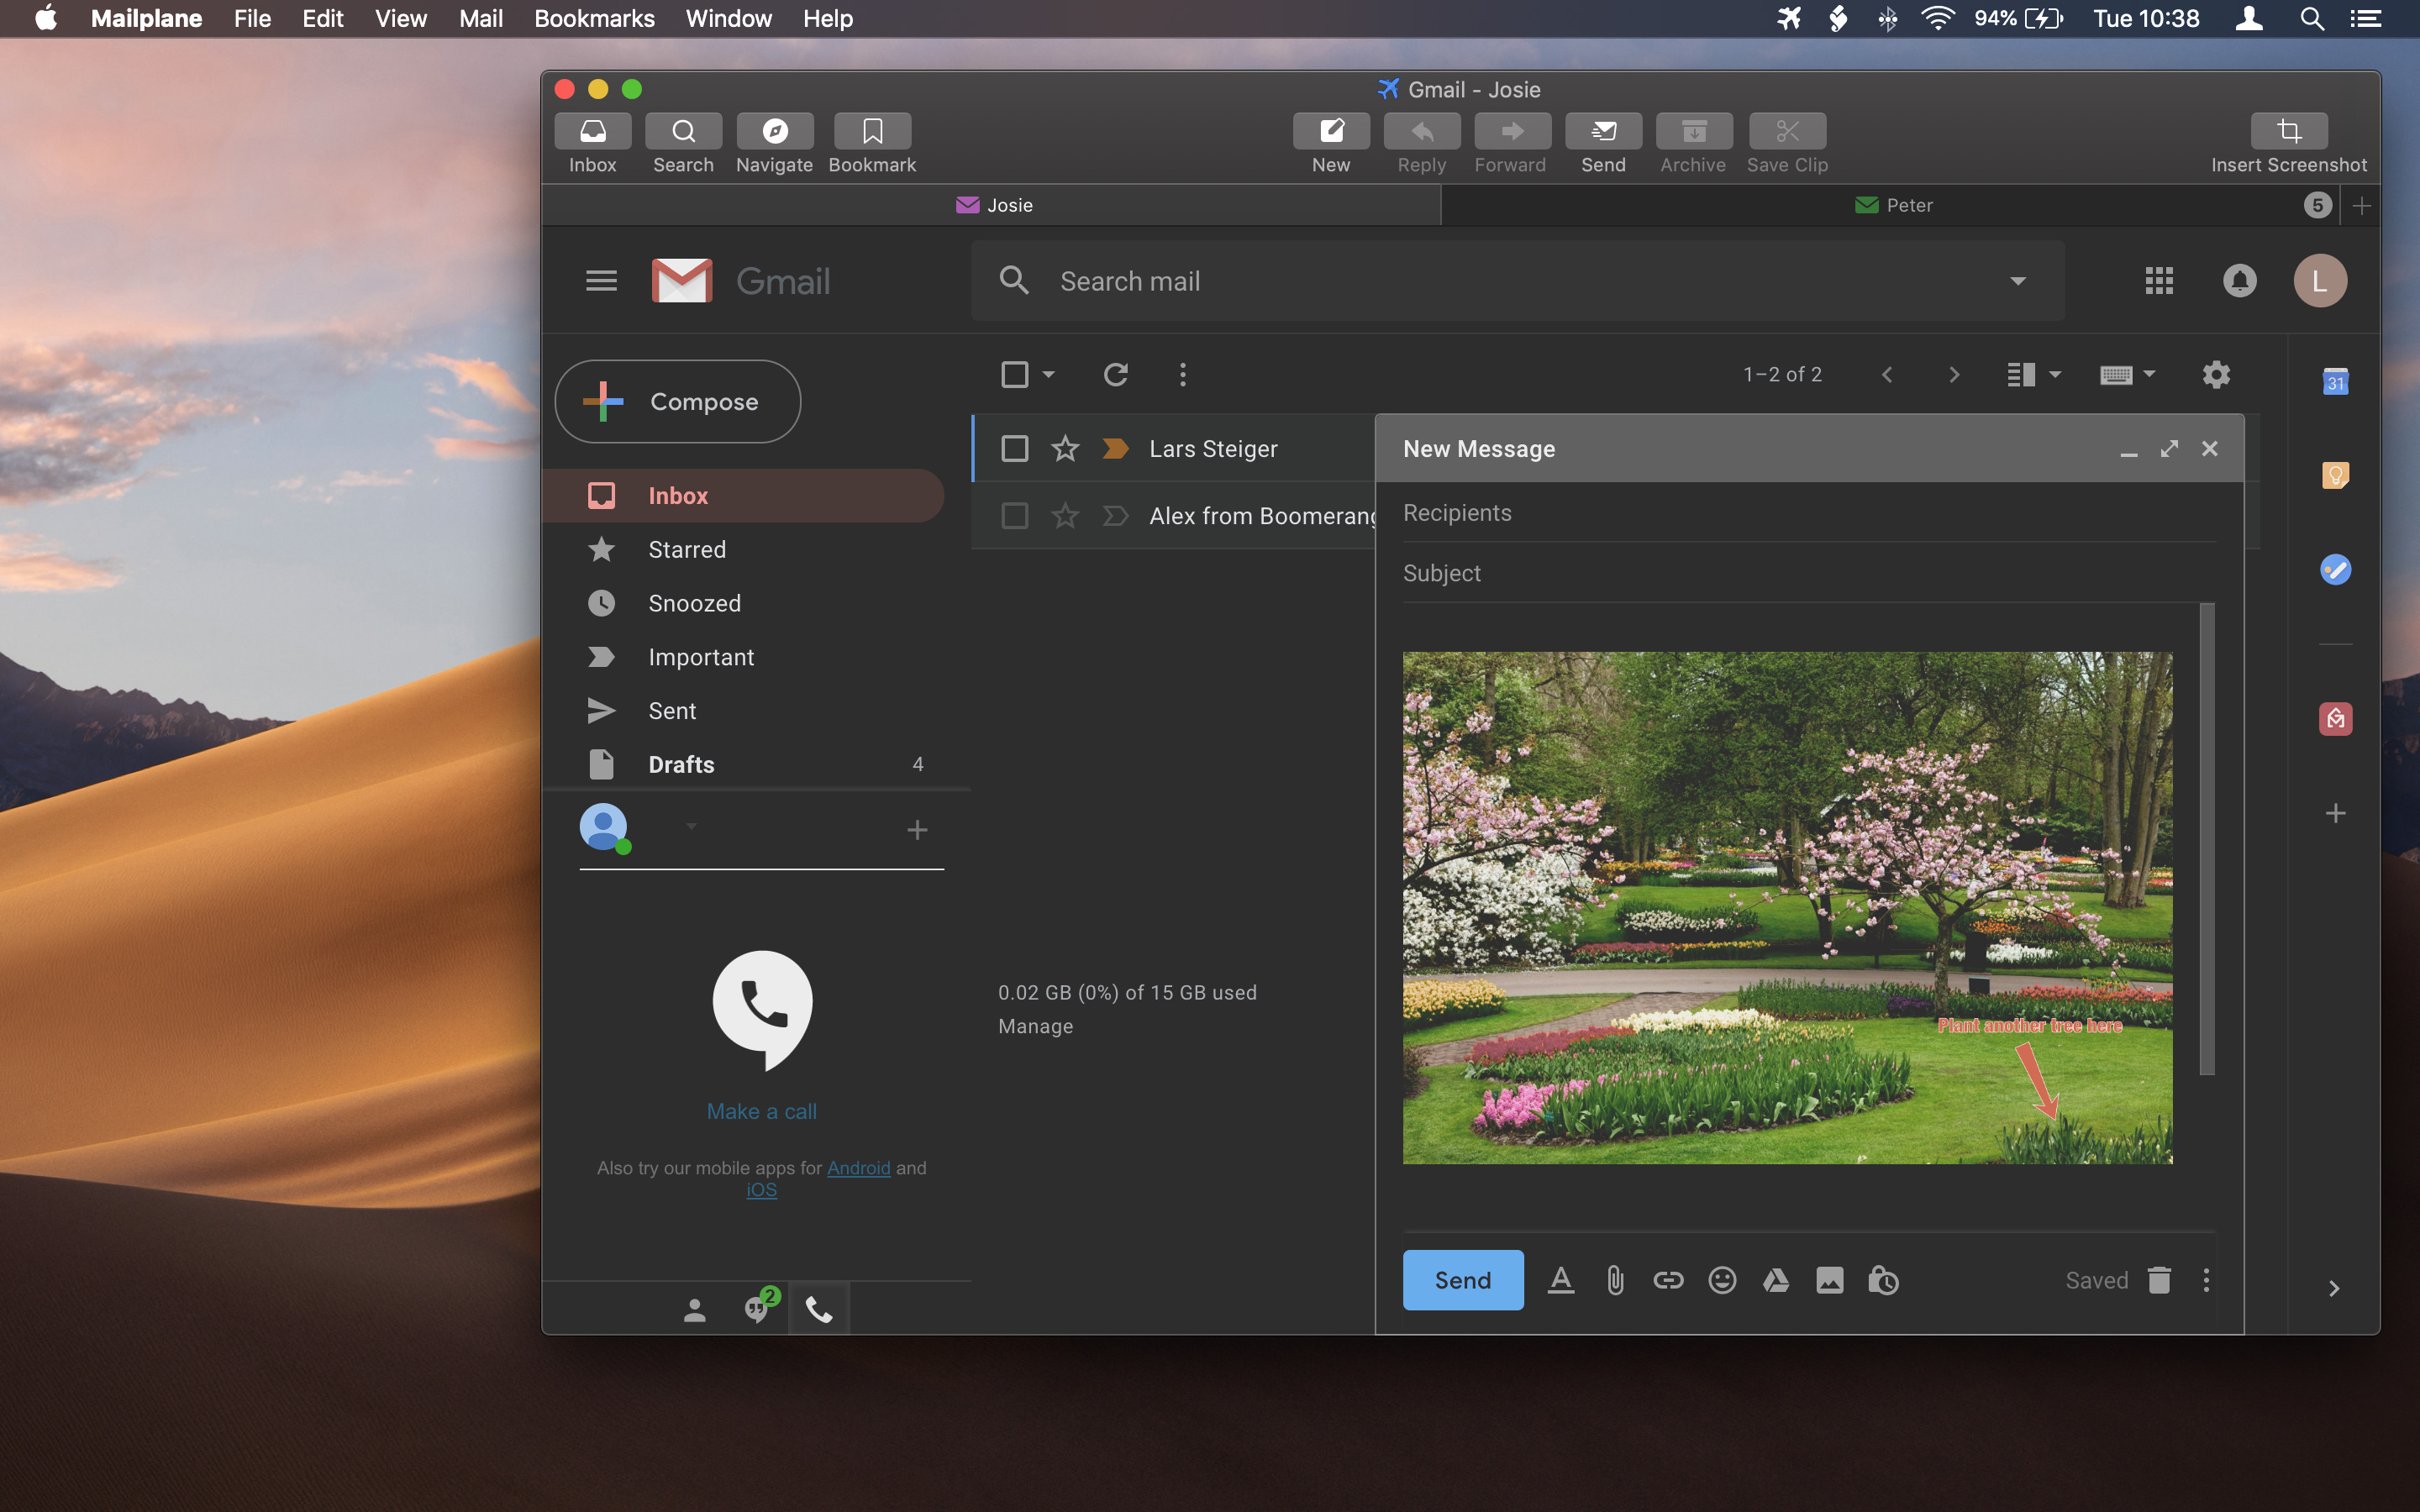 Mailplane File Edit View Mail Bookmarks Window Help
94% Tue 10:38
Gmail - Josie
Inbox Search Navigate Bookmark New Reply Forward Send Archive Save Clip Insert Screenshot
Josie
Peter 5
Gmail
Search mail
L
Compose
1–2 of 2
31
Inbox
Starred
Snoozed
Important
Sent
Drafts 4
Lars Steiger
Alex from Boomerang
0.02 GB (0%) of 15 GB used
Manage
Make a call
Also try our mobile apps for Android and
iOS
2
New Message
Recipients
Subject
Plant another tree here
Send
Saved